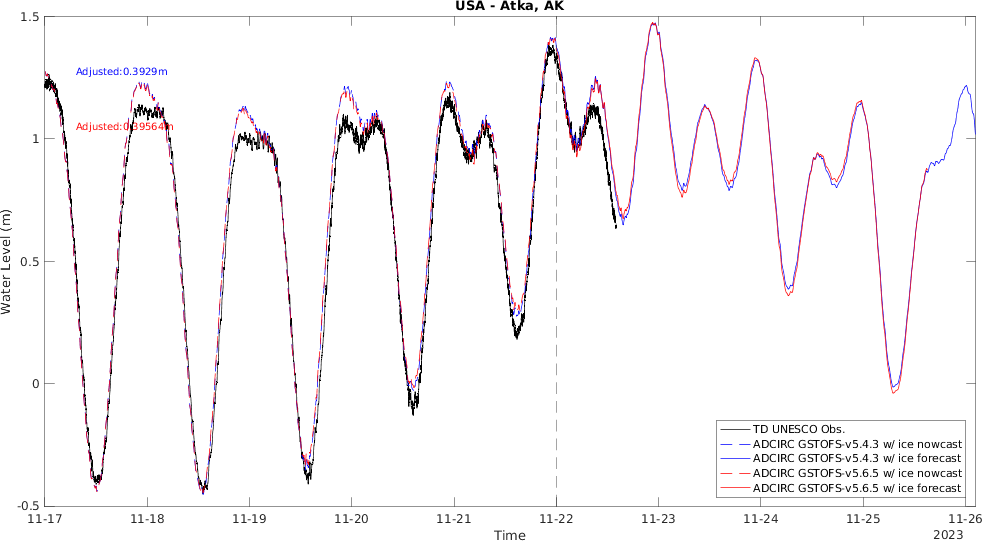 USA - Atka, AK
Water Level (m)
1.5
1
0.5
0
-0.5
Adjusted:0.3929m
Adjusted:0.39564m
TD UNESCO Obs.
ADCIRC GSTOFS-v5.4.3 w/ ice nowcast
ADCIRC GSTOFS-v5.4.3 w/ ice forecast
ADCIRC GSTOFS-v5.6.5 w/ ice nowcast
ADCIRC GSTOFS-v5.6.5 w/ ice forecast
11-17 11-18 11-19 11-20 11-21 11-22 11-23 11-24 11-25 11-26
Time
2023